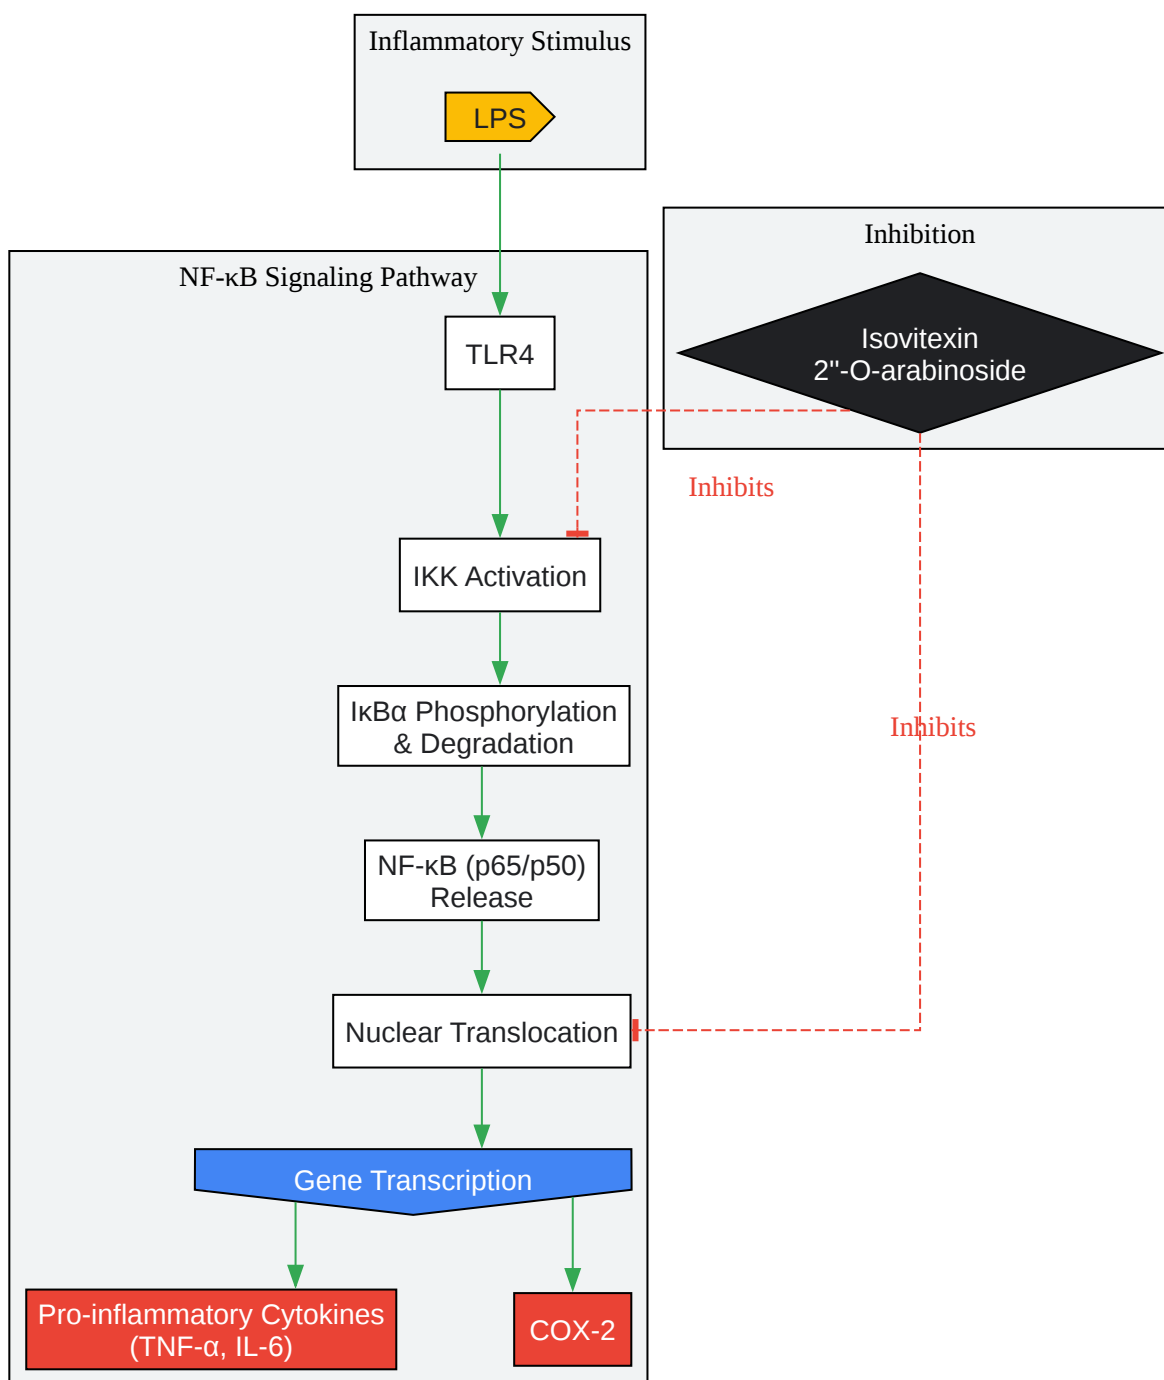 Inflammatory Stimulus
LPS
Inhibition
NF-κB Signaling Pathway
Isovitexin
2"-O-arabinoside
TLR4
Inhibits
IKK Activation
IκBα Phosphorylation
& Degradation
Inhibits
NF-κB (p65/p50)
Release
Nuclear Translocation
Gene Transcription
Pro-inflammatory Cytokines
(TNF-α, IL-6)
COX-2